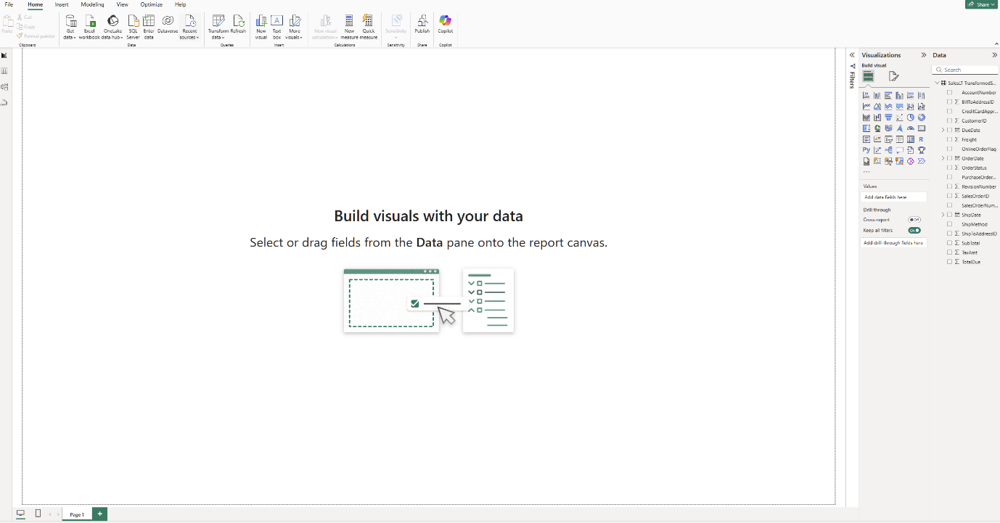 File Home Insert Modeling View Optimize Help
Share
Paste
Cut
Copy
Format painter
Clipboard
Get data
Excel workbook
OneLake data hub
SQL Server
Enter data
Dataverse
Recent sources
Data
Transform data
Refresh
Queries
New visual
Text box
More visuals
Insert
New visual calculation
New measure
Quick measure
Calculations
Sensitivity
Sensitivity
Publish
Share
Copilot
Copilot
Build visuals with your data
Select or drag fields from the Data pane onto the report canvas.
Filters
Visualizations
Build visual
R
Py
Values
Add data fields here
Drill through
Cross-report
Off
Keep all filters
On
Add drill-through fields here
Data
Search
SalesLT TransformedS...
AccountNumber
BillToAddressID
CreditCardAppr...
CustomerID
DueDate
Freight
OnlineOrderFlag
OrderDate
OrderStatus
PurchaseOrder...
RevisionNumber
SalesOrderID
SalesOrderNum...
ShipDate
ShipMethod
ShipToAddressID
SubTotal
TaxAmt
TotalDue
Page 1